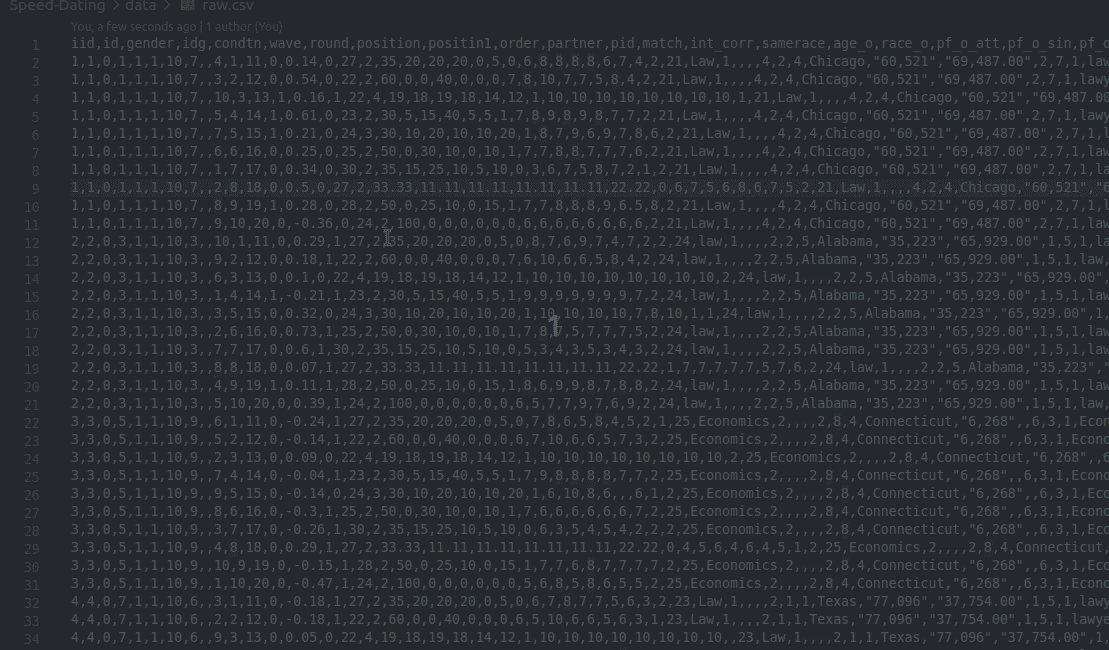 Speed-Dating > data > raw.csv
You, a few seconds ago | 1 author (You)
1 iid,id,gender,idg,condtn,wave,round,position,positin1,order,partner,pid,match,int_corr,samerace,age_o,race_o,pf_o_att,pf_o_sin,pf_o
2 1,1,0,1,1,1,10,7,,4,1,11,0,0.14,0,27,2,35,20,20,20,0,5,0,6,8,8,8,8,6,7,4,2,21,Law,1,,,,4,2,4,Chicago,"60,521","69,487.00",2,7,1,lawy
3 1,1,0,1,1,1,10,7,,3,2,12,0,0.54,0,22,2,60,0,0,40,0,0,0,7,8,10,7,7,5,8,4,2,21,Law,1,,,,4,2,4,Chicago,"60,521","69,487.00",2,7,1,lawy
4 1,1,0,1,1,1,10,7,,10,3,13,1,0.16,1,22,4,19,18,19,18,14,12,1,10,10,10,10,10,10,10,1,21,Law,1,,,,4,2,4,Chicago,"60,521","69,487.00
5 1,1,0,1,1,1,10,7,,5,4,14,1,0.61,0,23,2,30,5,15,40,5,5,1,7,8,9,8,9,8,7,7,2,21,Law,1,,,,4,2,4,Chicago,"60,521","69,487.00",2,7,1,lawy
6 1,1,0,1,1,1,10,7,,7,5,15,1,0.21,0,24,3,30,10,20,10,10,20,1,8,7,9,6,9,7,8,6,2,21,Law,1,,,,4,2,4,Chicago,"60,521","69,487.00",2,7,1
7 1,1,0,1,1,1,10,7,,6,6,16,0,0.25,0,25,2,50,0,30,10,0,10,1,7,7,8,8,7,7,7,6,2,21,Law,1,,,,4,2,4,Chicago,"60,521","69,487.00",2,7,1,la
8 1,1,0,1,1,1,10,7,,1,7,17,0,0.34,0,30,2,35,15,25,10,5,10,0,3,6,7,5,8,7,2,1,2,21,Law,1,,,,4,2,4,Chicago,"60,521","69,487.00",2,7,1,l
9 1,1,0,1,1,1,10,7,,2,8,18,0,0.5,0,27,2,33.33,11.11,11.11,11.11,11.11,22.22,0,6,7,5,6,8,6,7,5,2,21,Law,1,,,,4,2,4,Chicago,"60,521","6
10 1,1,0,1,1,1,10,7,,8,9,19,1,0.28,0,28,2,50,0,25,10,0,15,1,7,7,8,8,8,9,6.5,8,2,21,Law,1,,,,4,2,4,Chicago,"60,521","69,487.00",2,7,1
11 1,1,0,1,1,1,10,7,,9,10,20,0,-0.36,0,24,2,100,0,0,0,0,0,0,6,6,6,6,6,6,6,6,2,21,Law,1,,,,4,2,4,Chicago,"60,521","69,487.00",2,7,1
12 2,2,0,3,1,1,10,3,,10,1,11,0,0.29,1,27,2,35,20,20,20,0,5,0,8,7,6,9,7,4,7,2,2,24,law,1,,,,2,2,5,Alabama,"35,223","65,929.00",1,5,1,
13 2,2,0,3,1,1,10,3,,9,2,12,0,0.18,1,22,2,60,0,0,40,0,0,0,7,6,10,6,6,5,8,4,2,24,law,1,,,,2,2,5,Alabama,"35,223","65,929.00",1,5,1,law
14 2,2,0,3,1,1,10,3,,6,3,13,0,0.1,0,22,4,19,18,19,18,14,12,1,10,10,10,10,10,10,10,10,2,24,law,1,,,,2,2,5,Alabama,"35,223","65,929.00"
15 2,2,0,3,1,1,10,3,,1,4,14,1,-0.21,1,23,2,30,5,15,40,5,5,1,9,9,9,9,9,9,9,7,2,24,law,1,,,,2,2,5,Alabama,"35,223","65,929.00",1,5,1,l
16 2,2,0,3,1,1,10,3,,3,5,15,0,0.32,0,24,3,30,10,20,10,10,20,1,10,10,10,10,7,8,10,1,1,24,law,1,,,,2,2,5,Alabama,"35,223","65,929.00",1,
17 2,2,0,3,1,1,10,3,,2,6,16,0,0.73,1,25,2,50,0,30,10,0,10,1,7,8,7,5,7,7,7,5,2,24,law,1,,,,2,2,5,Alabama,"35,223","65,929.00",1,5,1,law
18 2,2,0,3,1,1,10,3,,7,7,17,0,0.6,1,30,2,35,15,25,10,5,10,0,5,3,4,3,5,3,4,3,2,24,law,1,,,,2,2,5,Alabama,"35,223","65,929.00",1,5,1,la
19 2,2,0,3,1,1,10,3,,8,8,18,0,0.07,1,27,2,33.33,11.11,11.11,11.11,11.11,22.22,1,7,7,7,7,7,5,7,6,2,24,law,1,,,,2,2,5,Alabama,"35,223","
20 2,2,0,3,1,1,10,3,,4,9,19,1,0.11,1,28,2,50,0,25,10,0,15,1,8,6,9,9,8,7,8,8,2,24,law,1,,,,2,2,5,Alabama,"35,223","65,929.00",1,5,1,law
21 2,2,0,3,1,1,10,3,,5,10,20,0,0.39,1,24,2,100,0,0,0,0,0,0,6,5,7,7,9,7,6,9,2,24,law,1,,,,2,2,5,Alabama,"35,223","65,929.00",1,5,1,law
22 3,3,0,5,1,1,10,9,,6,1,11,0,-0.24,1,27,2,35,20,20,20,0,5,0,7,8,6,5,8,4,5,2,1,25,Economics,2,,,,2,8,4,Connecticut,"6,268",,6,3,1,Econ
23 3,3,0,5,1,1,10,9,,5,2,12,0,-0.14,1,22,2,60,0,0,40,0,0,0,6,7,10,6,6,5,7,3,2,25,Economics,2,,,,2,8,4,Connecticut,"6,268",,6,3,1,Econo
24 3,3,0,5,1,1,10,9,,2,3,13,0,0.09,0,22,4,19,18,19,18,14,12,1,10,10,10,10,10,10,10,10,2,25,Economics,2,,,,2,8,4,Connecticut,"6,268",,6
25 3,3,0,5,1,1,10,9,,7,4,14,0,-0.04,1,23,2,30,5,15,40,5,5,1,7,9,8,8,8,8,7,7,2,25,Economics,2,,,,2,8,4,Connecticut,"6,268",,6,3,1,Econo
26 3,3,0,5,1,1,10,9,,9,5,15,0,-0.14,0,24,3,30,10,20,10,10,20,1,6,10,8,6,,,6,1,2,25,Economics,2,,,,2,8,4,Connecticut,"6,268",,6,3,1,Eco
27 3,3,0,5,1,1,10,9,,8,6,16,0,-0.3,1,25,2,50,0,30,10,0,10,1,7,6,6,6,6,6,7,6,2,25,Economics,2,,,,2,8,4,Connecticut,"6,268",,6,3,1,Econo
28 3,3,0,5,1,1,10,9,,3,7,17,0,-0.26,1,30,2,35,15,25,10,5,10,0,6,3,5,4,5,4,2,2,2,25,Economics,2,,,,2,8,4,Connecticut,"6,268",,6,3,1,Eco
29 3,3,0,5,1,1,10,9,,4,8,18,0,0.29,1,27,2,33.33,11.11,11.11,11.11,11.11,22.22,0,4,5,6,4,6,4,5,1,2,25,Economics,2,,,,2,8,4,Connecticut,
30 3,3,0,5,1,1,10,9,,10,9,19,0,-0.15,1,28,2,50,0,25,10,0,15,1,7,7,6,8,7,7,7,7,2,25,Economics,2,,,,2,8,4,Connecticut,"6,268",,6,3,1,Eco
31 3,3,0,5,1,1,10,9,,1,10,20,0,-0.47,1,24,2,100,0,0,0,0,0,0,5,6,8,5,8,6,5,5,2,25,Economics,2,,,,2,8,4,Connecticut,"6,268",,6,3,1,Econo
32 4,4,0,7,1,1,10,6,,3,1,11,0,-0.18,1,27,2,35,20,20,20,0,5,0,6,7,8,7,7,5,6,3,2,23,Law,1,,,,2,1,1,Texas,"77,096","37,754.00",1,5,1,lawy
33 4,4,0,7,1,1,10,6,,2,2,12,0,-0.18,1,22,2,60,0,0,40,0,0,0,6,5,10,6,6,5,6,3,1,23,Law,1,,,,2,1,1,Texas,"77,096","37,754.00",1,5,1,lawye
34 4,4,0,7,1,1,10,6,,9,3,13,0,0.05,0,22,4,19,18,19,18,14,12,1,10,10,10,10,10,10,10,10,,23,Law,1,,,,2,1,1,Texas,"77,096","37,754.00",1,
1